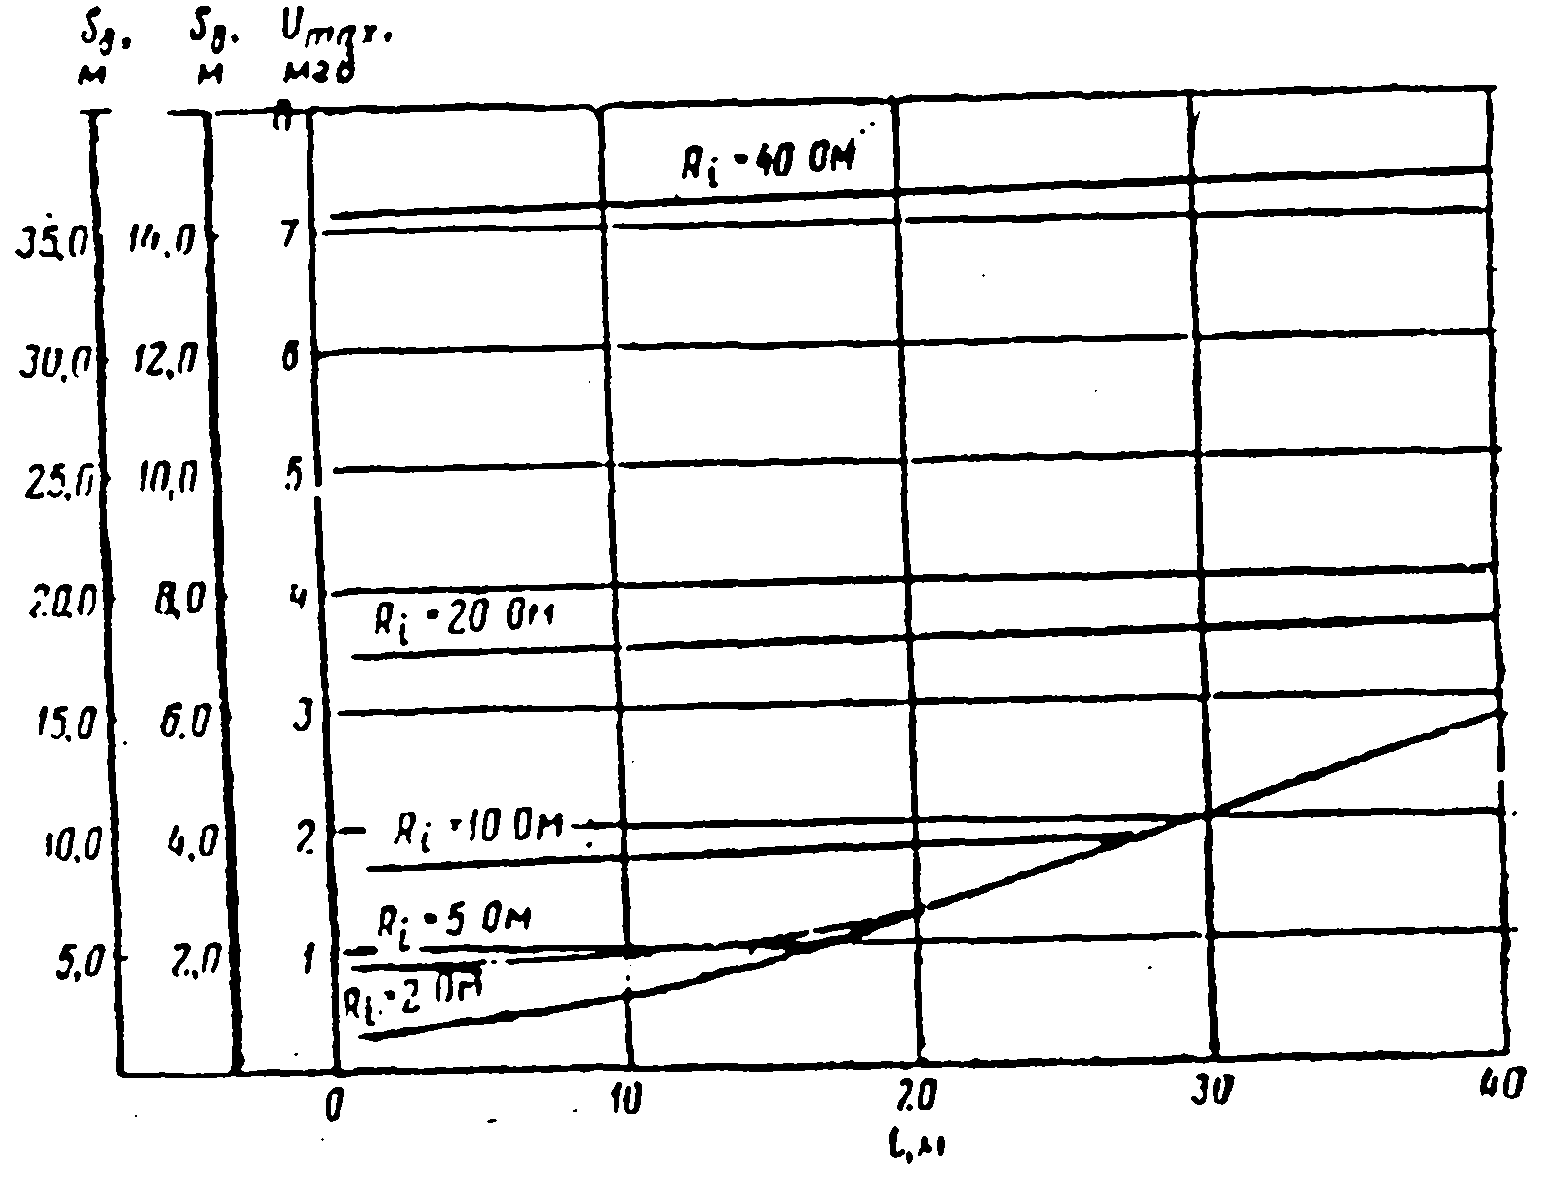 Sв, Sв. Umax.
м м мгв
Ri = 40 Ом
35.0 14.0 7
30,0 12,0 6
25,0 10,0 5
20,0 8,0 4
Ri = 20 Ом
15,0 6.0 3
10,0 4,0 2
Ri = 10 Ом
Ri = 5 Ом
5,0 2,0 1
Ri = 2 Ом
0 10 20 30 40
l, м